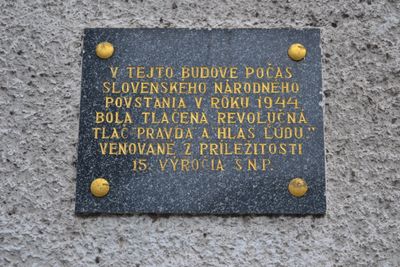 V TEJTO BUDOVE POČAS
SLOVENSKÉHO NÁRODNÉHO
POVSTANIA V ROKU 1944
BOLA TLAČENÁ REVOLUČNÁ
TLAČ PRAVDA A HLAS ĽUDU."
VENOVANÉ Z PRÍLEŽITOSTI
15. VÝROČIA S.N.P.